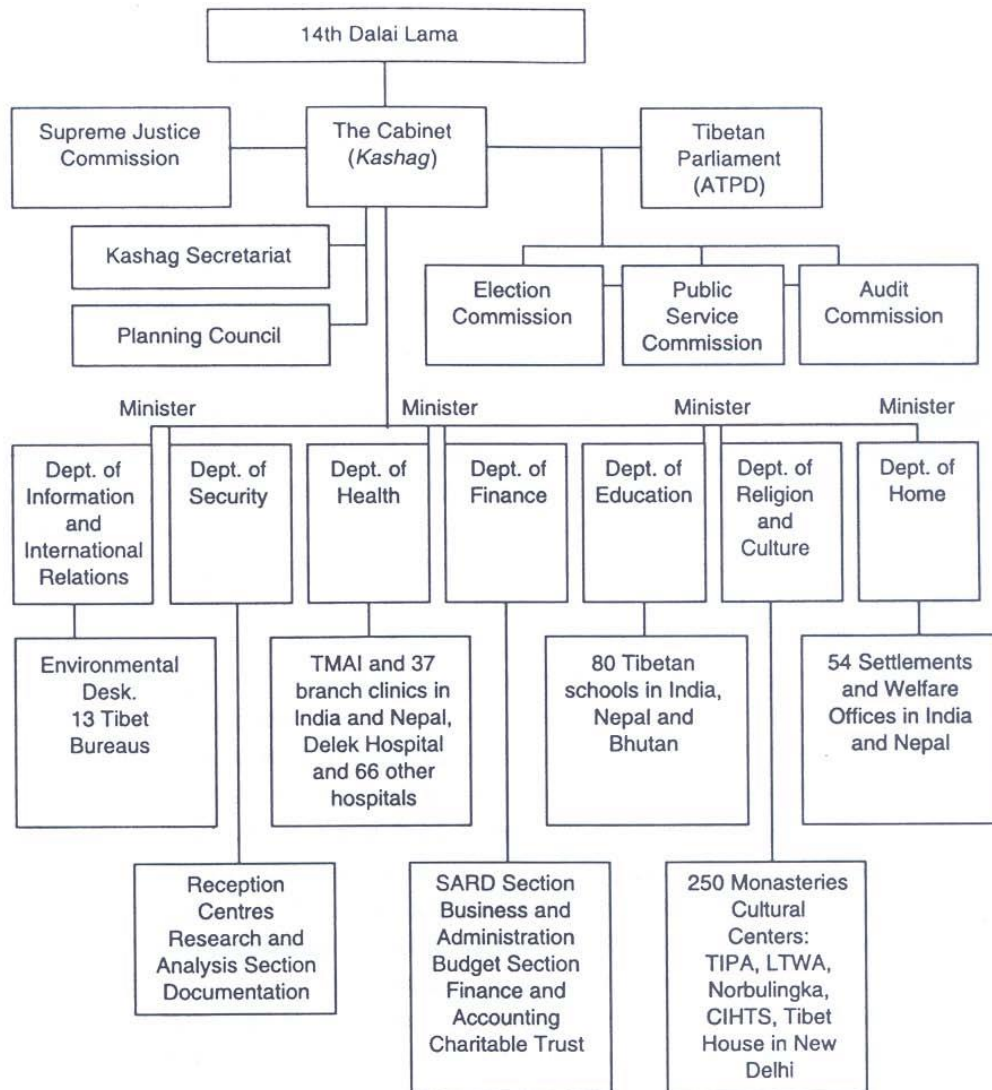 14th Dalai Lama
Supreme Justice
Commission
The Cabinet
(Kashag)
Tibetan
Parliament
(ATPD)
Kashag Secretariat
Planning Council
Election
Commission
Public
Service
Commission
Audit
Commission
Minister
Minister
Minister
Minister
Dept. of
Information
and
International
Relations
Dept. of
Security
Dept. of
Health
Dept. of
Finance
Dept. of
Education
Dept. of
Religion
and
Culture
Dept. of
Home
Environmental
Desk.
13 Tibet
Bureaus
TMAI and 37
branch clinics in
India and Nepal,
Delek Hospital
and 66 other
hospitals
80 Tibetan
schools in India,
Nepal and
Bhutan
54 Settlements
and Welfare
Offices in India
and Nepal
Reception
Centres
Research and
Analysis Section
Documentation
SARD Section
Business and
Administration
Budget Section
Finance and
Accounting
Charitable Trust
250 Monasteries
Cultural
Centers:
TIPA, LTWA,
Norbulingka,
CIHTS, Tibet
House in New
Delhi